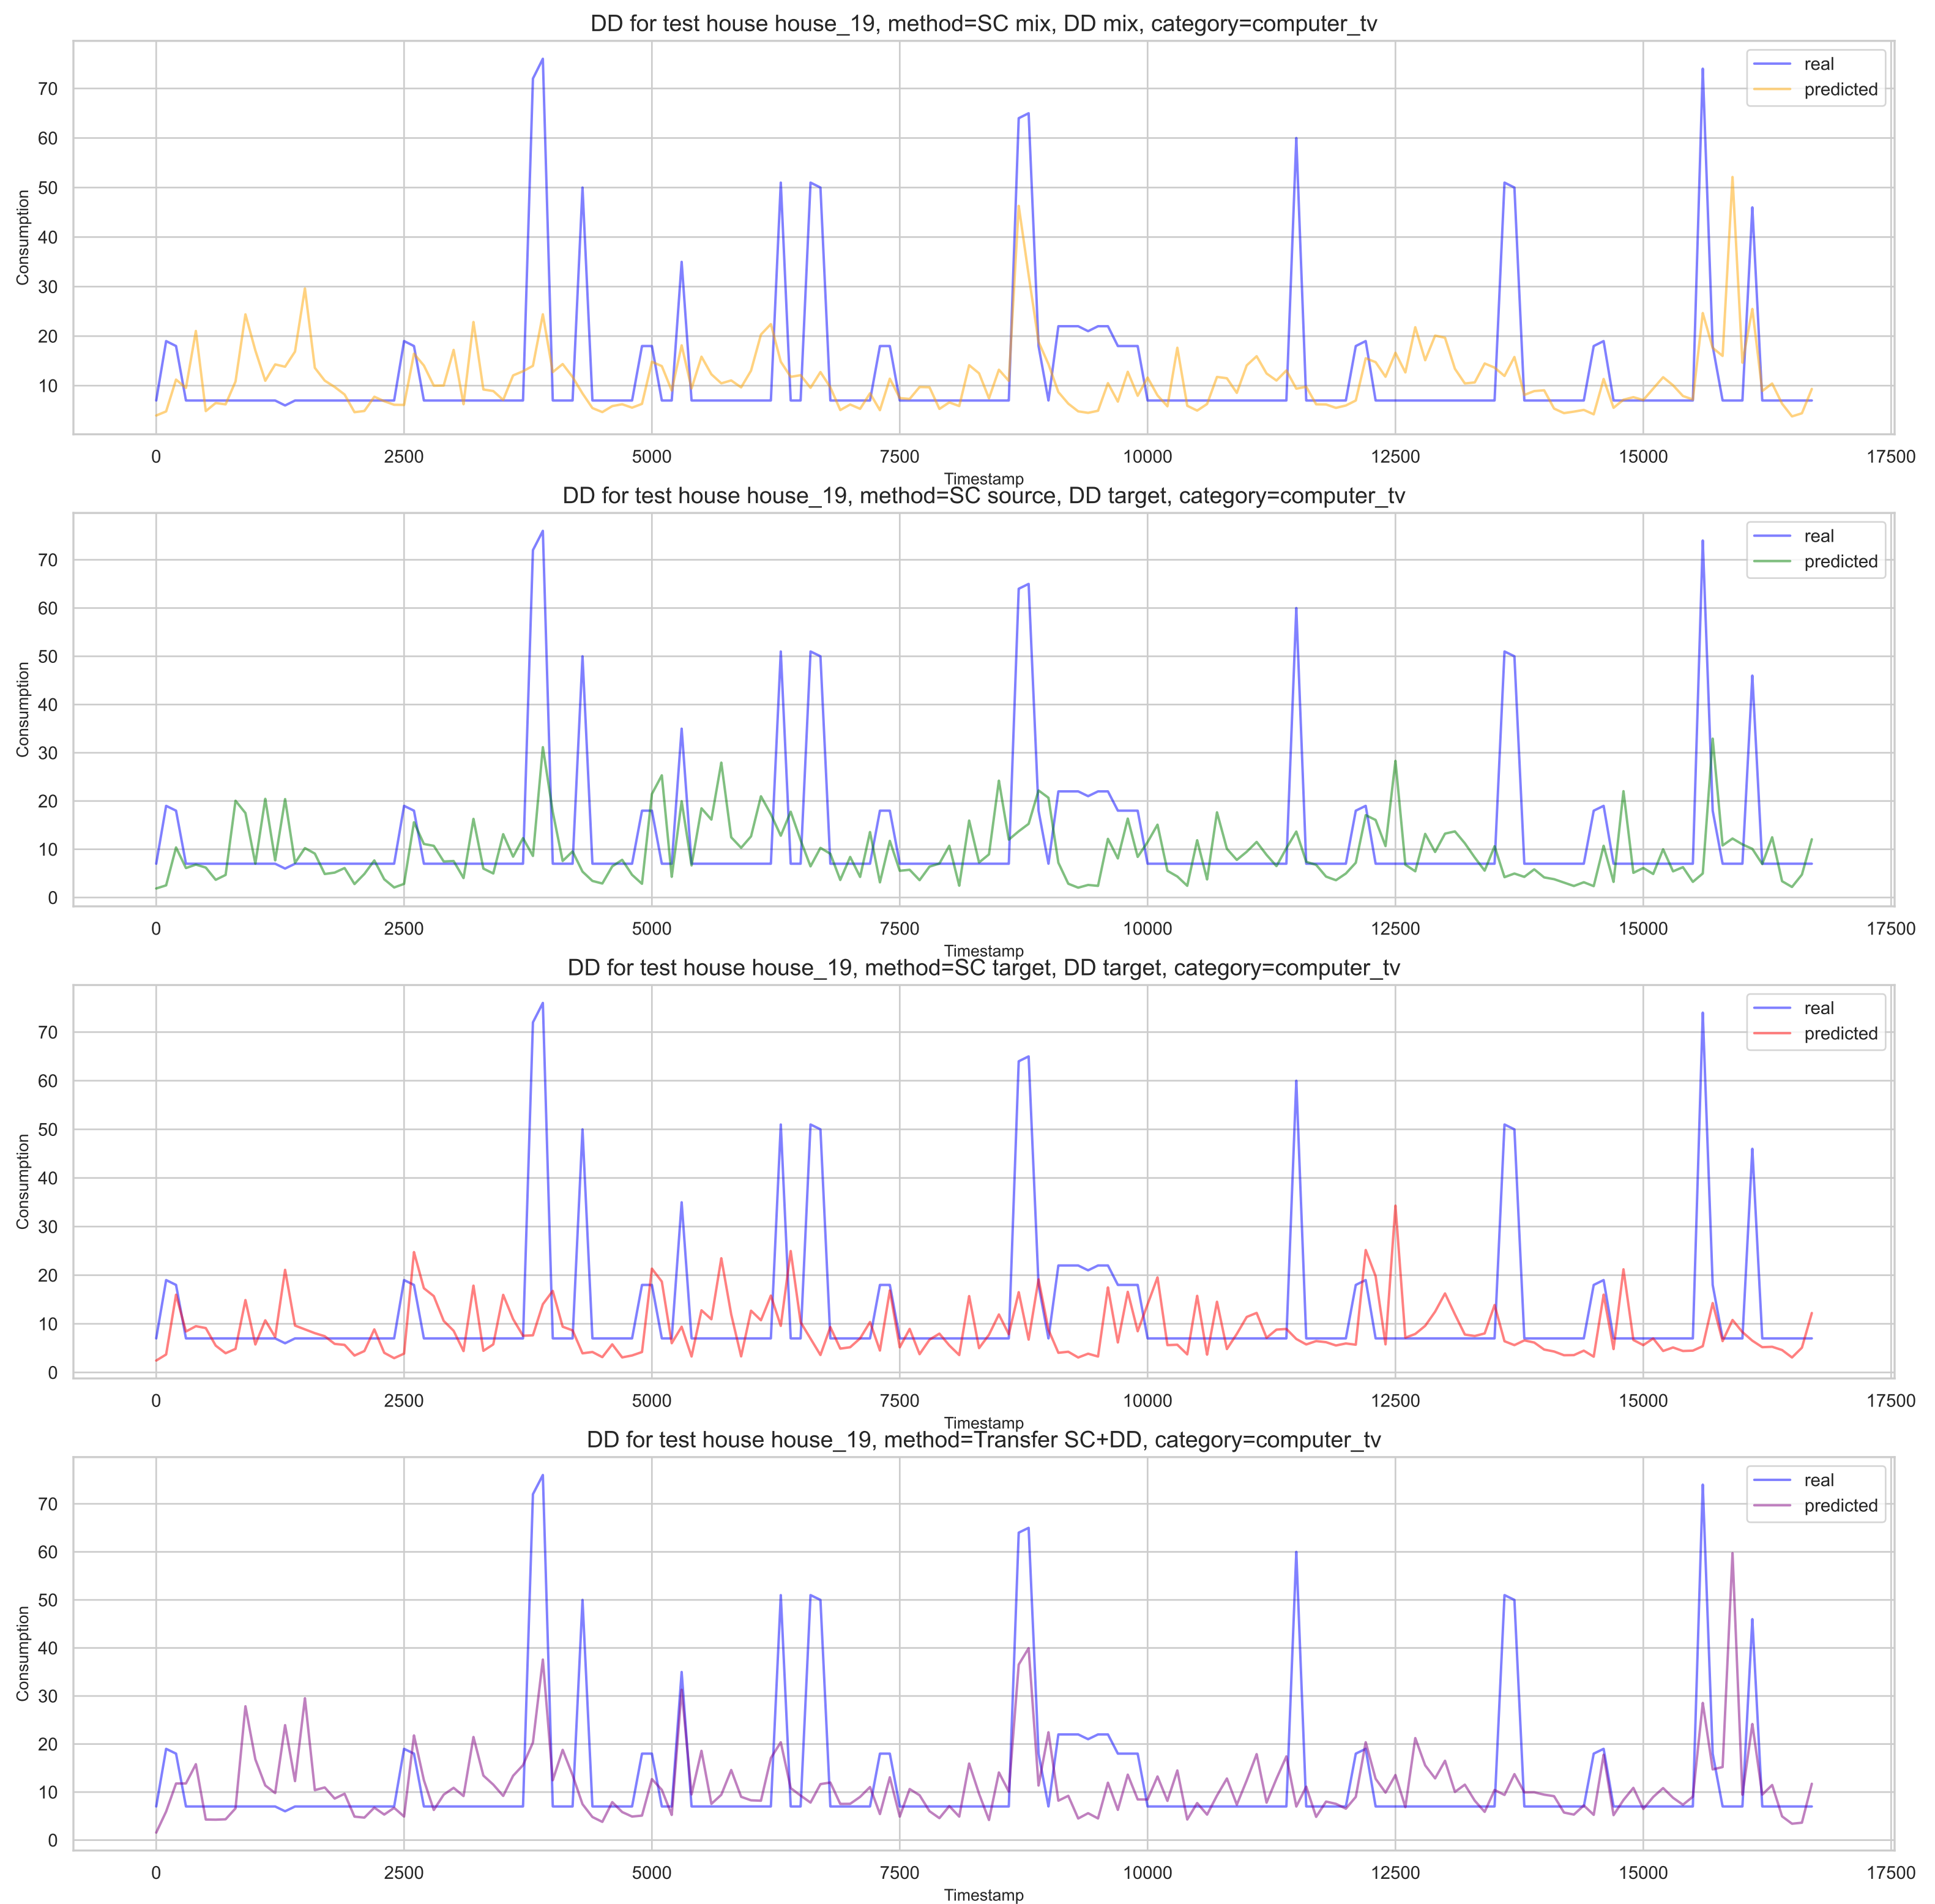 DD for test house house_19, method=SC mix, DD mix, category=computer_tv
real
predicted
Consumption
70
60
50
40
30
20
10
0 2500 5000 7500 10000 12500 15000 17500
Timestamp
DD for test house house_19, method=SC source, DD target, category=computer_tv
real
predicted
Consumption
70
60
50
40
30
20
10
0
0 2500 5000 7500 10000 12500 15000 17500
Timestamp
DD for test house house_19, method=SC target, DD target, category=computer_tv
real
predicted
Consumption
70
60
50
40
30
20
10
0
0 2500 5000 7500 10000 12500 15000 17500
Timestamp
DD for test house house_19, method=Transfer SC+DD, category=computer_tv
real
predicted
Consumption
70
60
50
40
30
20
10
0
0 2500 5000 7500 10000 12500 15000 17500
Timestamp